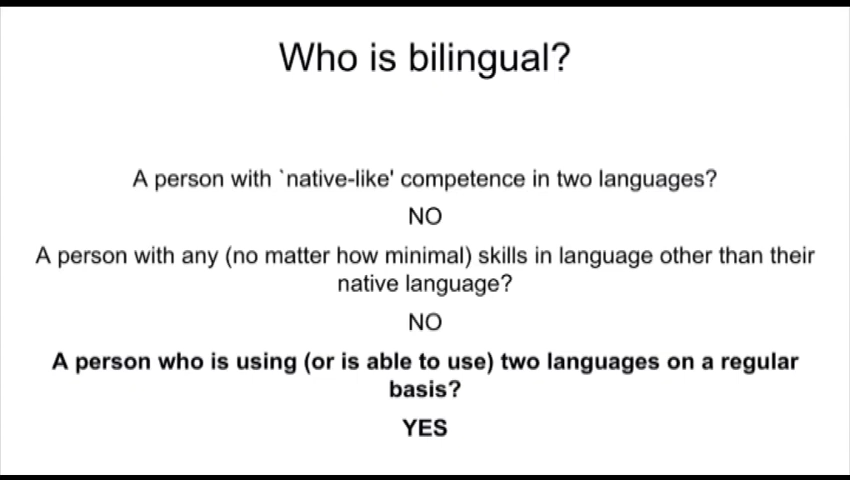 Who is bilingual?
A person with `native-like' competence in two languages?
NO
A person with any (no matter how minimal) skills in language other than their
native language?
NO
A person who is using (or is able to use) two languages on a regular
basis?
YES